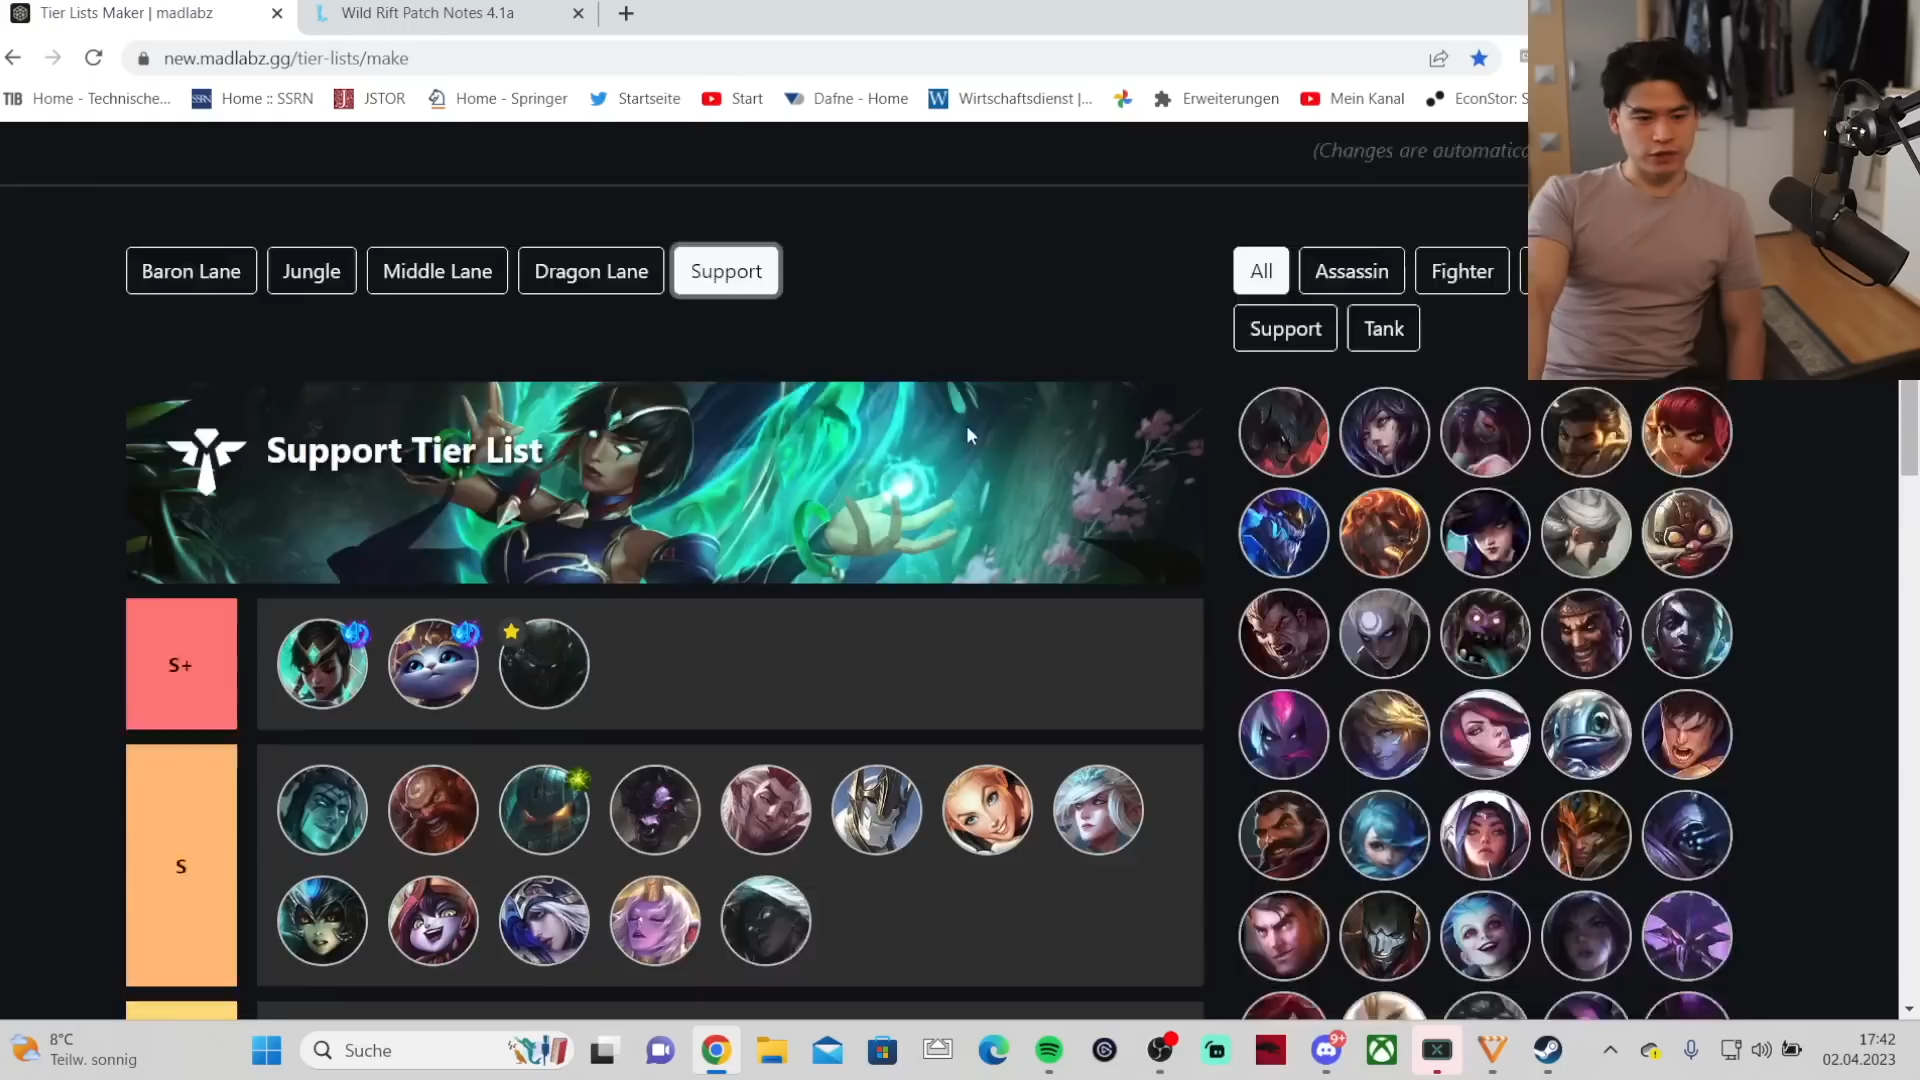 Tier Lists Maker | madlabz
Wild Rift Patch Notes 4.1a
new.madlabz.gg/tier-lists/make
TIB Home - Technische...
SSRN Home :: SSRN
JSTOR
Home - Springer
Startseite
Start
Dafne - Home
W Wirtschaftsdienst |...
Erweiterungen
Mein Kanal
EconStor: S
(Changes are automatica
Baron Lane
Jungle
Middle Lane
Dragon Lane
Support
All
Assassin
Fighter
Support
Tank
Support Tier List
S+
S
8°C
Teilw. sonnig
Suche
9+
17:42
02.04.2023